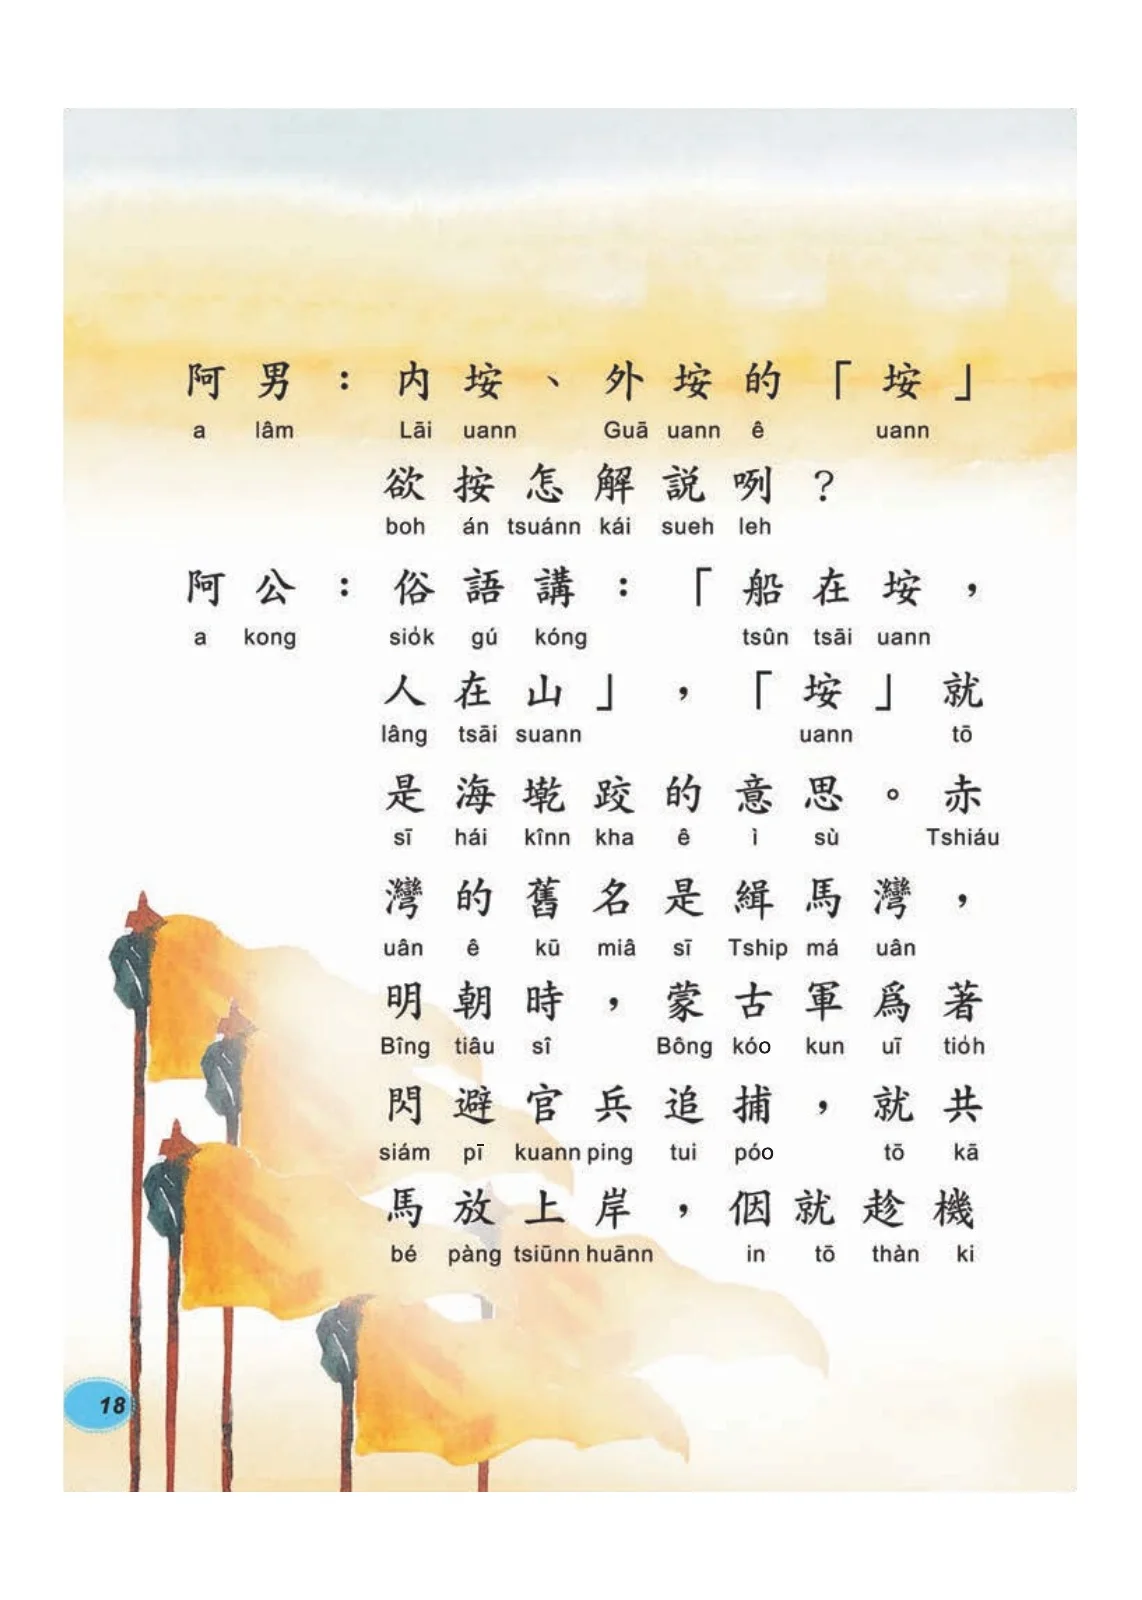 阿男：內垵、外垵的「垵」
a lâm Lāi uann Guā uann ê uann
欲按怎解說咧？
boh án tsuánn kái sueh leh
阿公：俗語講：「船在垵，
a kong sio̍k gú kóng tsûn tsāi uann
人在山」，「垵」就
lâng tsāi suann uann tō
是海墘跤的意思。赤
sī hái kînn kha ê ì sù Tshiáu
灣的舊名是緝馬灣，
uân ê kū miâ sī Tship má uân
明朝時，蒙古軍為著
Bîng tiâu sî Bông kóo kun uī tio̍h
閃避官兵追捕，就共
siám pī kuann ping tui póo tō kā
馬放上岸，𪜶就趁機
bé pàng tsiūnn huānn in tō thàn ki
18